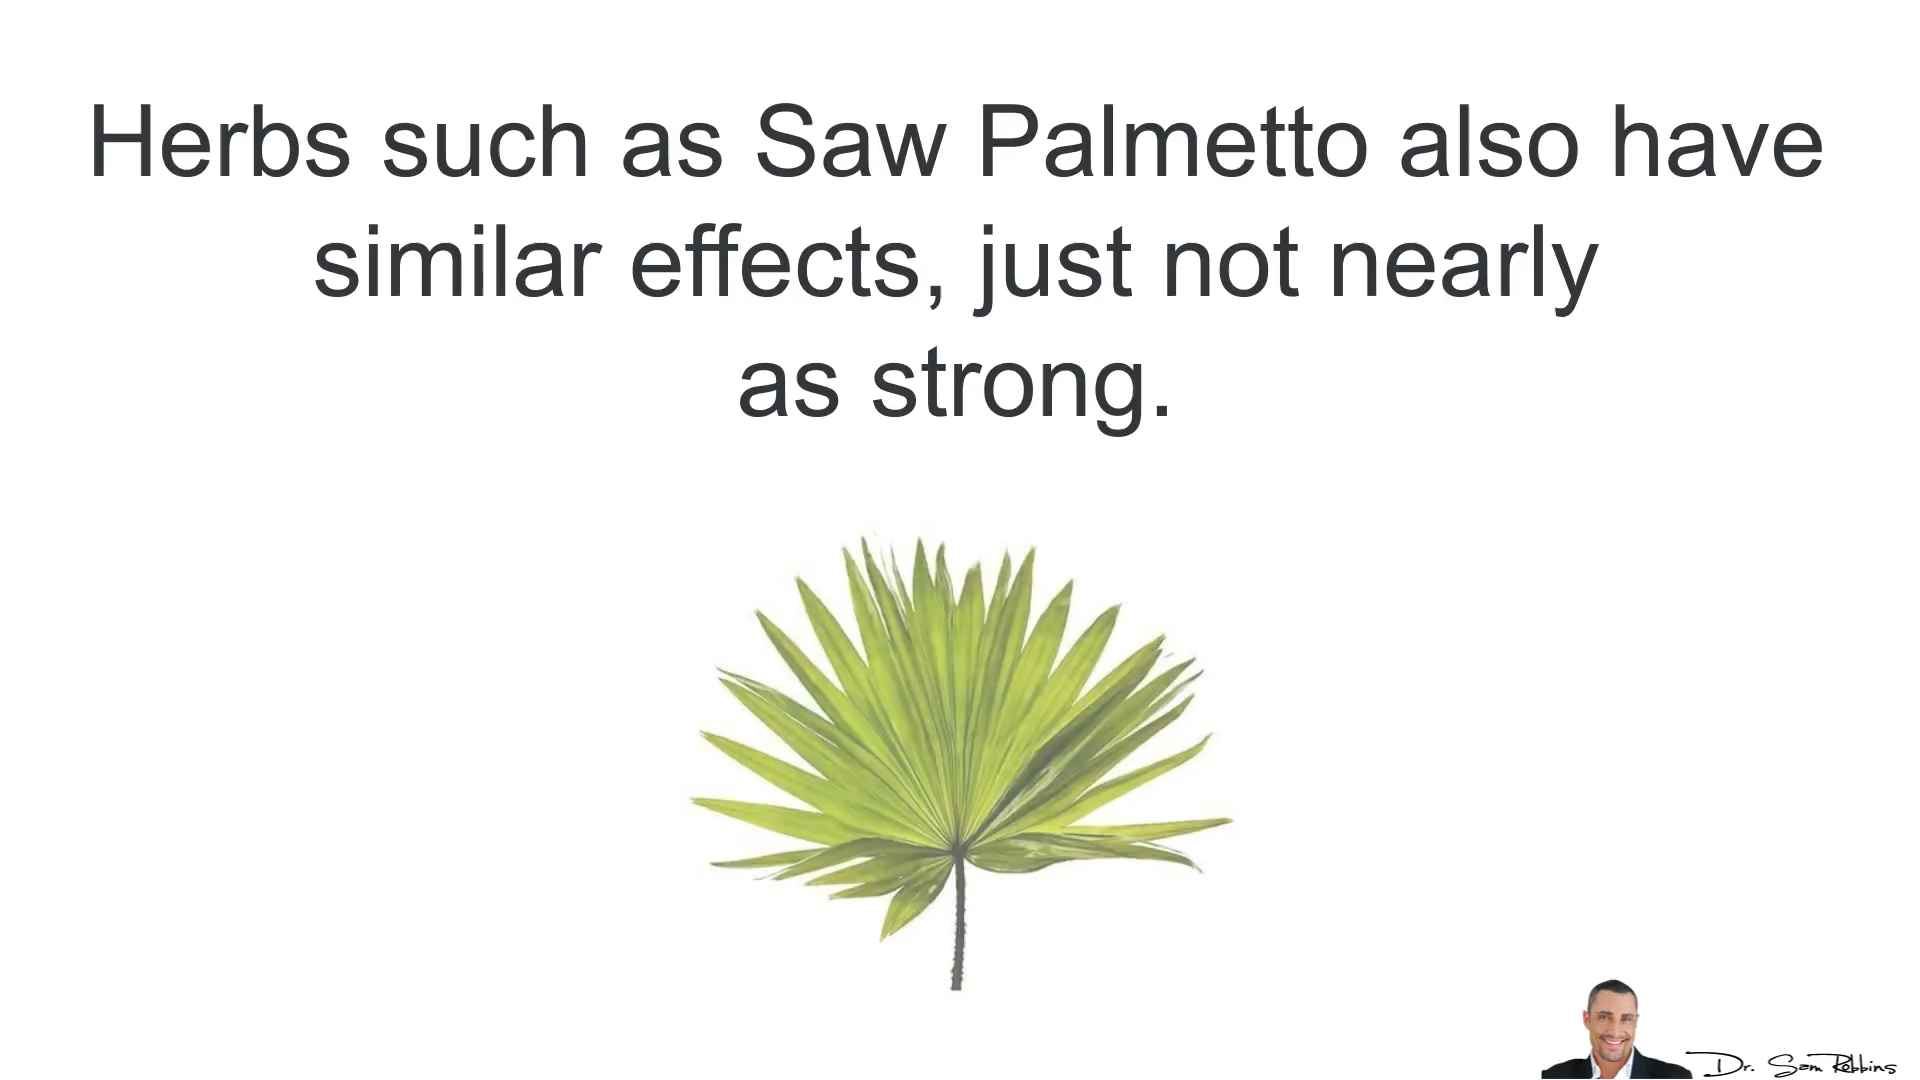 Herbs such as Saw Palmetto also have
similar effects, just not nearly
as strong.
Dr. Sam Robbins